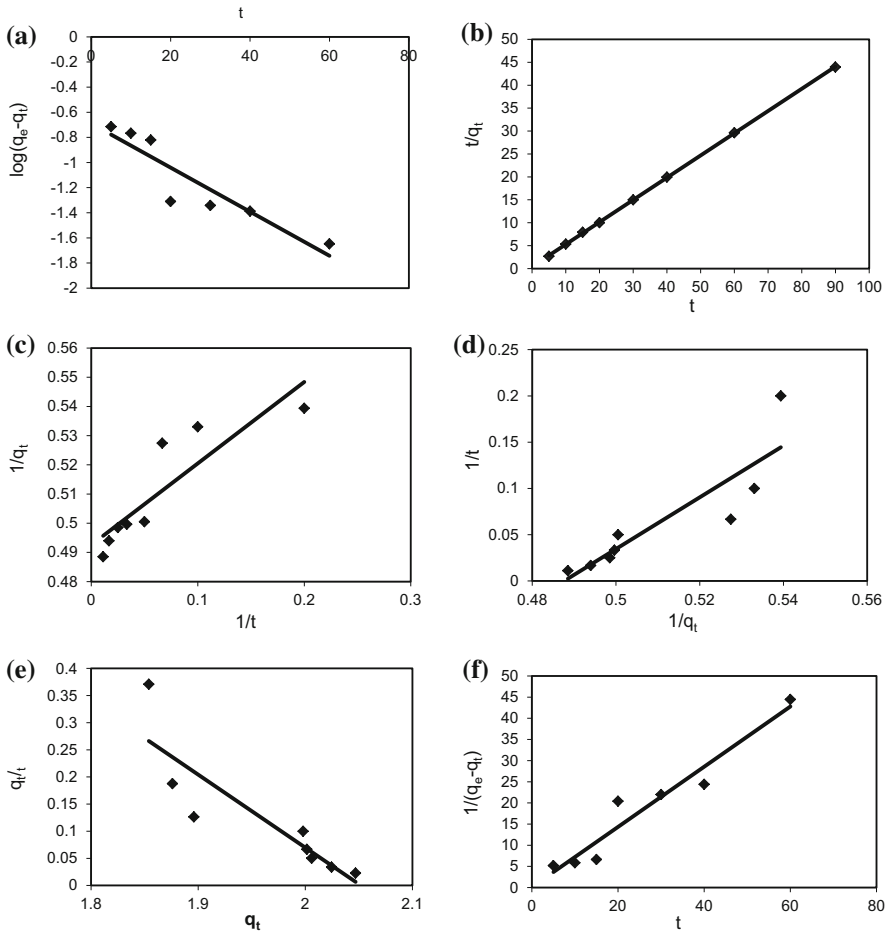 (a)
t
0 20 40 60 80
0
-0.2
-0.4
-0.6
-0.8
-1
-1.2
-1.4
-1.6
-1.8
-2
log(qₑ-qₜ)
(b)
50
45
40
35
30
25
20
15
10
5
0
t/qₜ
0 10 20 30 40 50 60 70 80 90 100
t
(c)
0.56
0.55
0.54
0.53
0.52
0.51
0.5
0.49
0.48
1/qₜ
0 0.1 0.2 0.3
1/t
(d)
0.25
0.2
0.15
0.1
0.05
0
1/t
0.48 0.5 0.52 0.54 0.56
1/qₜ
(e)
0.4
0.35
0.3
0.25
0.2
0.15
0.1
0.05
0
qₜ/t
1.8 1.9 2 2.1
qₜ
(f)
50
45
40
35
30
25
20
15
10
5
0
1/(qₑ-qₜ)
0 20 40 60 80
t